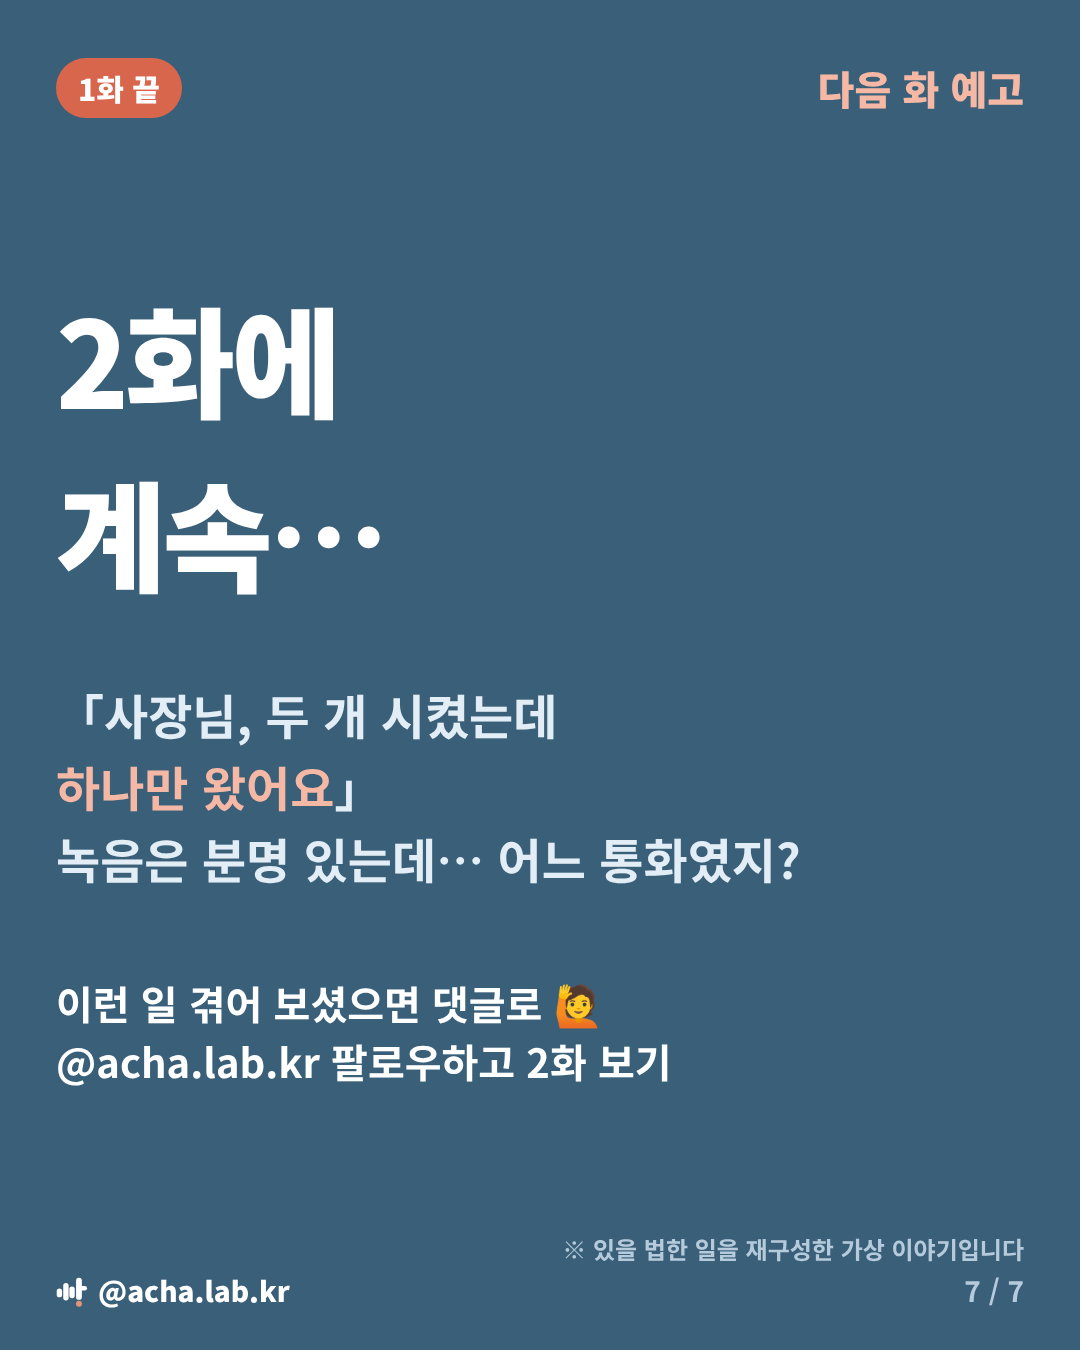 1화 끝
다음 화 예고
2화에
계속…
「사장님, 두 개 시켰는데
하나만 왔어요」
녹음은 분명 있는데… 어느 통화였지?
이런 일 겪어 보셨으면 댓글로 🙋
@acha.lab.kr 팔로우하고 2화 보기
※ 있을 법한 일을 재구성한 가상 이야기입니다
@acha.lab.kr
7 / 7